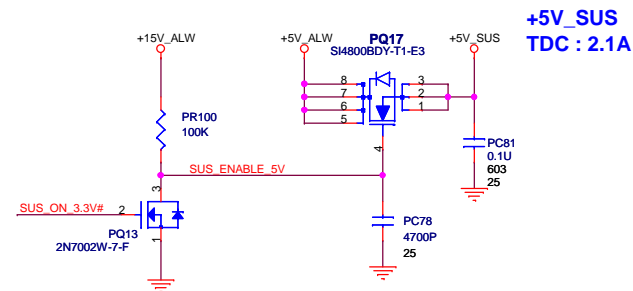 +5V_SUS
TDC : 2.1A
+15V_ALW
+5V_ALW
PQ17
SI4800BDY-T1-E3
+5V_SUS
8
7
6
5
3
2
1
4
PR100
100K
PC81
0.1U
603
25
SUS_ENABLE_5V
3
SUS_ON_3.3V#
2
1
PQ13
2N7002W-7-F
PC78
4700P
25